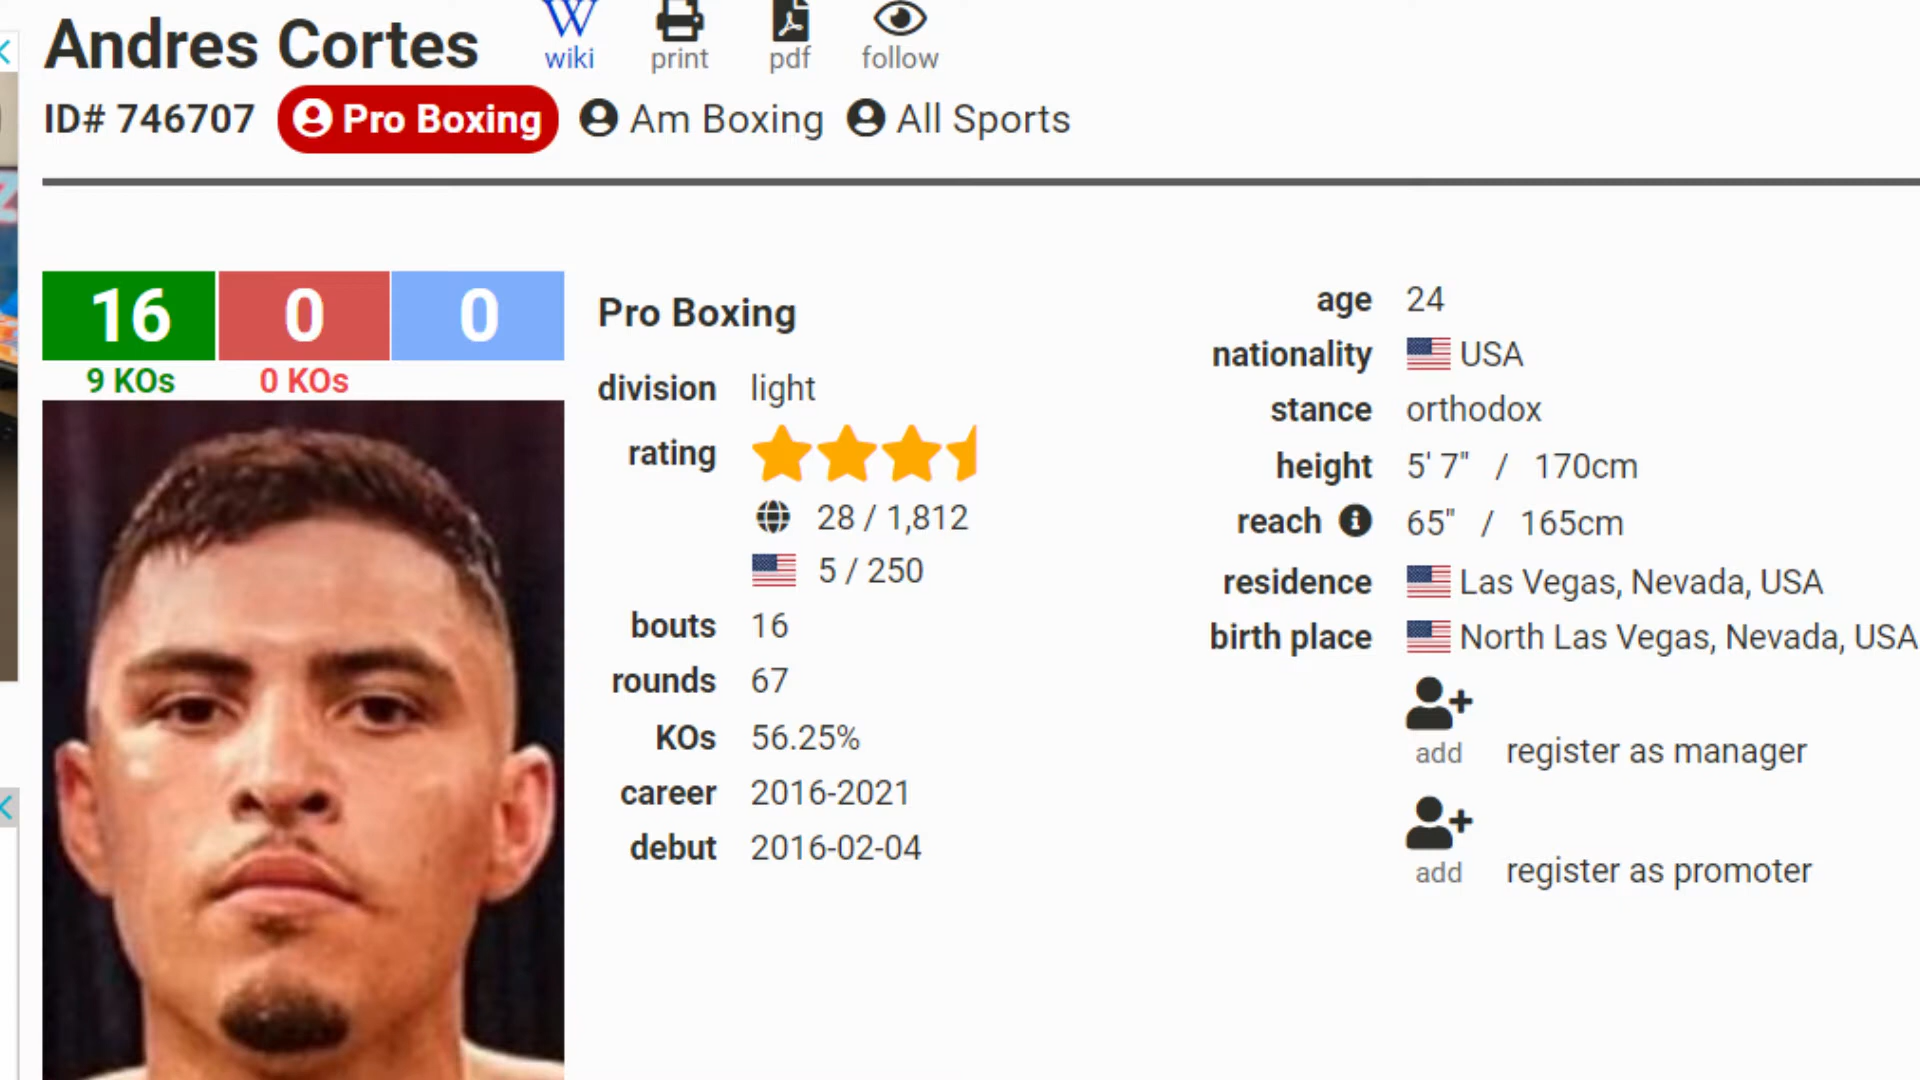 Andres Cortes
wiki print pdf follow
ID# 746707 Pro Boxing Am Boxing All Sports
16 0 0
9 KOs 0 KOs
Pro Boxing
division light
rating
28 / 1,812
5 / 250
bouts 16
rounds 67
KOs 56.25%
career 2016-2021
debut 2016-02-04
age 24
nationality USA
stance orthodox
height 5' 7" / 170cm
reach 65" / 165cm
residence Las Vegas, Nevada, USA
birth place North Las Vegas, Nevada, USA
add register as manager
add register as promoter